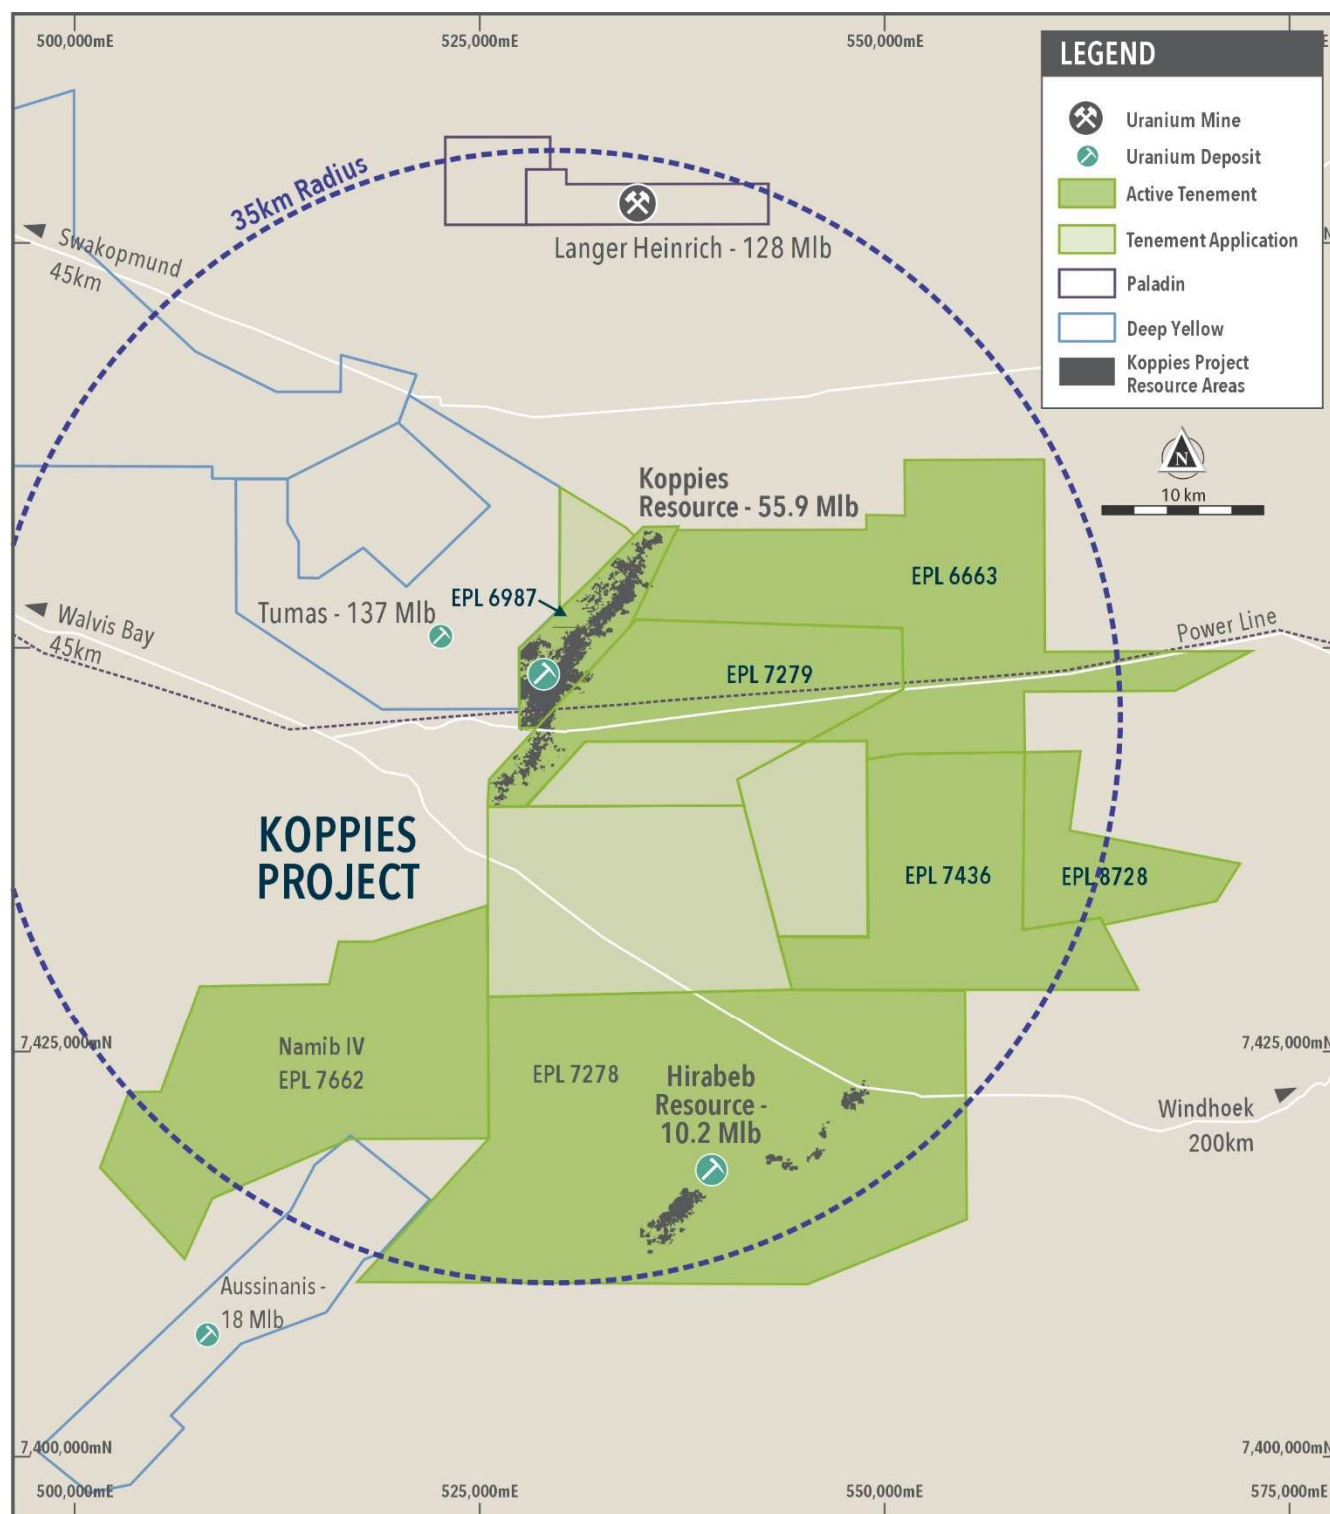 500,000mE
525,000mE
550,000mE
E
LEGEND
Uranium Mine
Uranium Deposit
Active Tenement
Tenement Application
Paladin
Deep Yellow
Koppies Project
Resource Areas
35km Radius
Swakopmund
45km
N
Langer Heinrich - 128 Mlb
N
10 km
Koppies
Resource - 55.9 Mlb
EPL 6663
EPL 6987
Tumas - 137 Mlb
Walvis Bay
45km
Power Line
EPL 7279
KOPPIES
PROJECT
EPL 7436
EPL 8728
7,425,000mN
7,425,000mN
Namib IV
EPL 7662
EPL 7278
Hirabeb
Resource -
10.2 Mlb
Windhoek
200km
Aussinanis -
18 Mlb
7,400,000mN
7,400,000mN
500,000mE
525,000mE
550,000mE
575,000mE